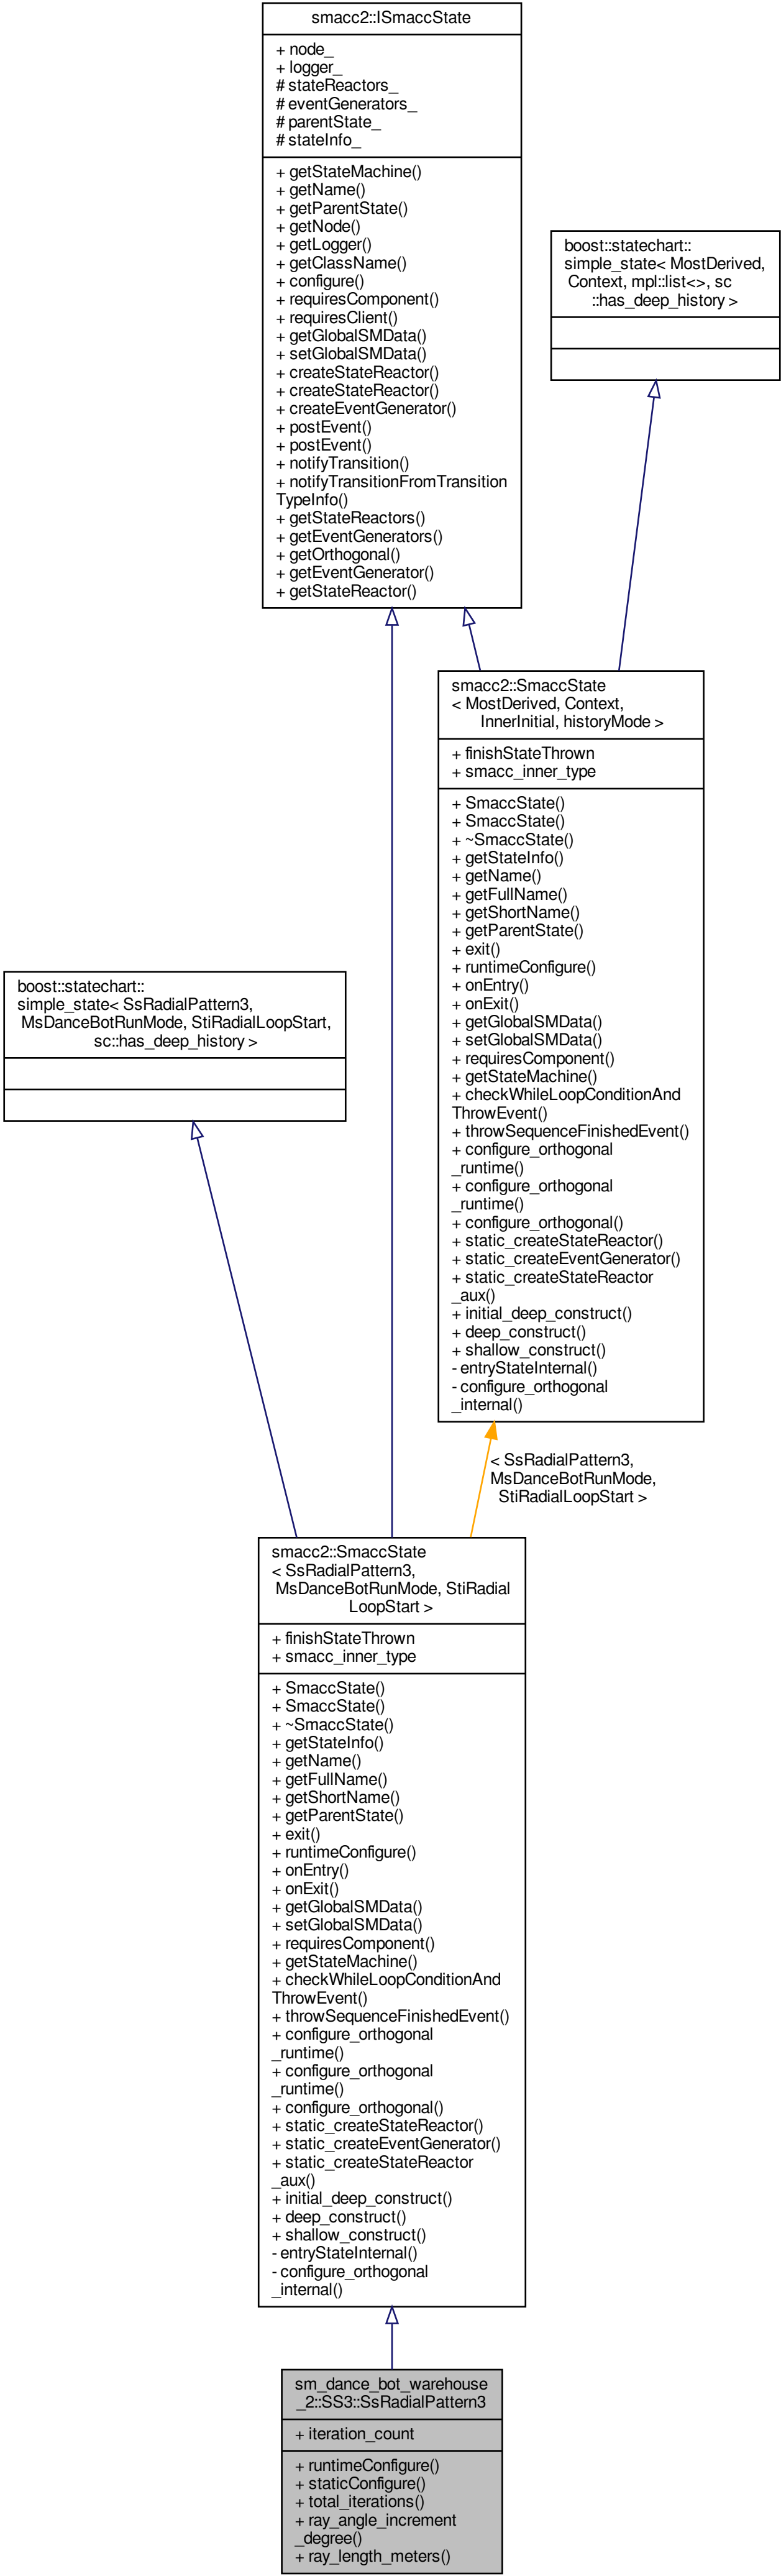 smacc2::ISmaccState
+ node_
+ logger_
# stateReactors_
# eventGenerators_
# parentState_
# stateInfo_
+ getStateMachine()
+ getName()
+ getParentState()
+ getNode()
+ getLogger()
+ getClassName()
+ configure()
+ requiresComponent()
+ requiresClient()
+ getGlobalSMData()
+ setGlobalSMData()
+ createStateReactor()
+ createStateReactor()
+ createEventGenerator()
+ postEvent()
+ postEvent()
+ notifyTransition()
+ notifyTransitionFromTransition
TypeInfo()
+ getStateReactors()
+ getEventGenerators()
+ getOrthogonal()
+ getEventGenerator()
+ getStateReactor()
boost::statechart::
simple_state< MostDerived,
Context, mpl::list<>, sc
::has_deep_history >
smacc2::SmaccState
< MostDerived, Context,
InnerInitial, historyMode >
+ finishStateThrown
+ smacc_inner_type
+ SmaccState()
+ SmaccState()
+ ~SmaccState()
+ getStateInfo()
+ getName()
+ getFullName()
+ getShortName()
+ getParentState()
+ exit()
+ runtimeConfigure()
+ onEntry()
+ onExit()
+ getGlobalSMData()
+ setGlobalSMData()
+ requiresComponent()
+ getStateMachine()
+ checkWhileLoopConditionAnd
ThrowEvent()
+ throwSequenceFinishedEvent()
+ configure_orthogonal
_runtime()
+ configure_orthogonal
_runtime()
+ configure_orthogonal()
+ static_createStateReactor()
+ static_createEventGenerator()
+ static_createStateReactor
_aux()
+ initial_deep_construct()
+ deep_construct()
+ shallow_construct()
- entryStateInternal()
- configure_orthogonal
_internal()
boost::statechart::
simple_state< SsRadialPattern3,
MsDanceBotRunMode, StiRadialLoopStart,
sc::has_deep_history >
< SsRadialPattern3,
MsDanceBotRunMode,
StiRadialLoopStart >
smacc2::SmaccState
< SsRadialPattern3,
MsDanceBotRunMode, StiRadial
LoopStart >
+ finishStateThrown
+ smacc_inner_type
+ SmaccState()
+ SmaccState()
+ ~SmaccState()
+ getStateInfo()
+ getName()
+ getFullName()
+ getShortName()
+ getParentState()
+ exit()
+ runtimeConfigure()
+ onEntry()
+ onExit()
+ getGlobalSMData()
+ setGlobalSMData()
+ requiresComponent()
+ getStateMachine()
+ checkWhileLoopConditionAnd
ThrowEvent()
+ throwSequenceFinishedEvent()
+ configure_orthogonal
_runtime()
+ configure_orthogonal
_runtime()
+ configure_orthogonal()
+ static_createStateReactor()
+ static_createEventGenerator()
+ static_createStateReactor
_aux()
+ initial_deep_construct()
+ deep_construct()
+ shallow_construct()
- entryStateInternal()
- configure_orthogonal
_internal()
sm_dance_bot_warehouse
_2::SS3::SsRadialPattern3
+ iteration_count
+ runtimeConfigure()
+ staticConfigure()
+ total_iterations()
+ ray_angle_increment
_degree()
+ ray_length_meters()